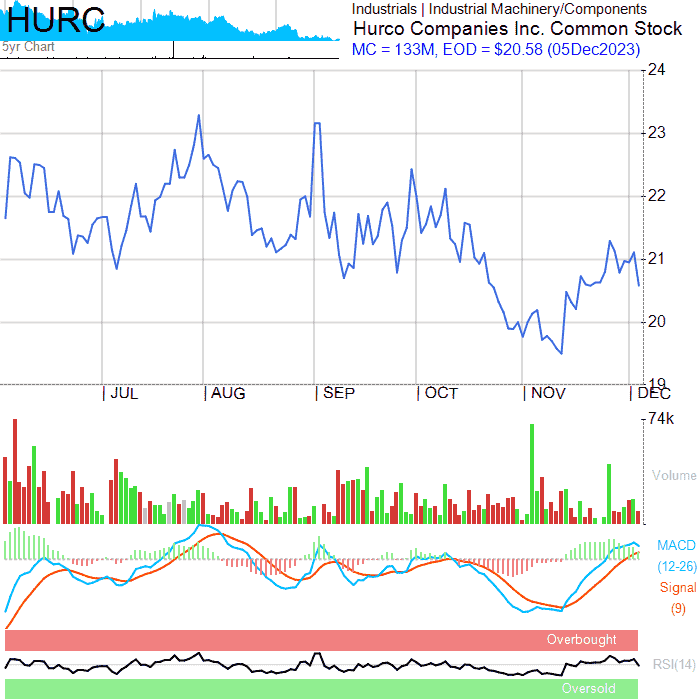 HURC
5yr Chart
Industrials | Industrial Machinery/Components
Hurco Companies Inc. Common Stock
MC = 133M, EOD = $20.58 (05Dec2023)
24
23
22
21
20
19
| JUL | AUG | SEP | OCT | NOV | DEC
74k
Volume
MACD
(12-26)
Signal
(9)
Overbought
RSI(14)
Oversold